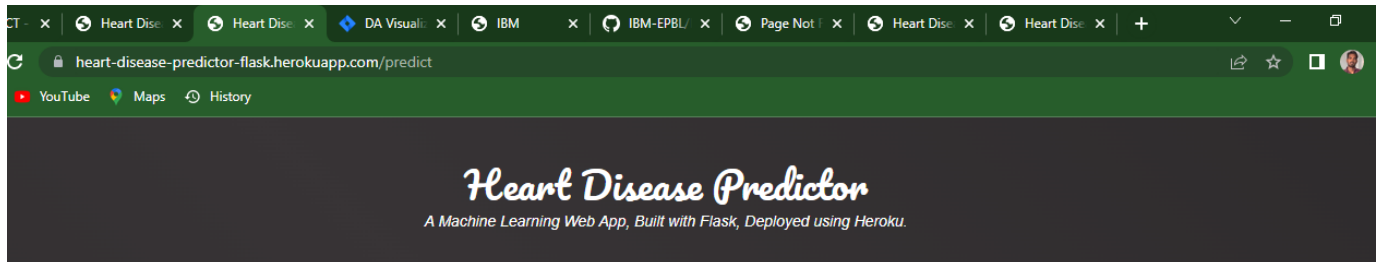 CT - Heart Dise Heart Dise DA Visuali IBM IBM-EPBL/ Page Not F Heart Dise Heart Dise
heart-disease-predictor-flask.herokuapp.com/predict
YouTube Maps History
Heart Disease Predictor
A Machine Learning Web App, Built with Flask, Deployed using Heroku.